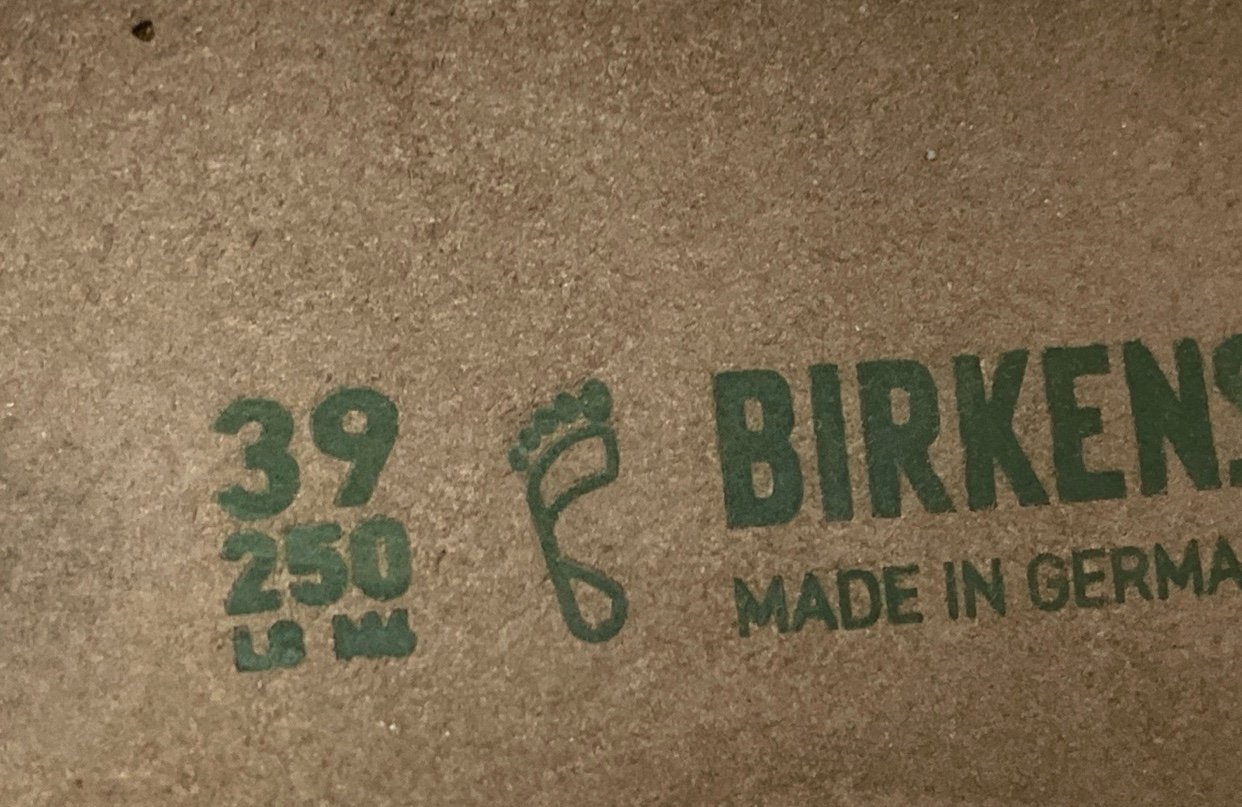 39
250
BIRKENS
MADE IN GERMA